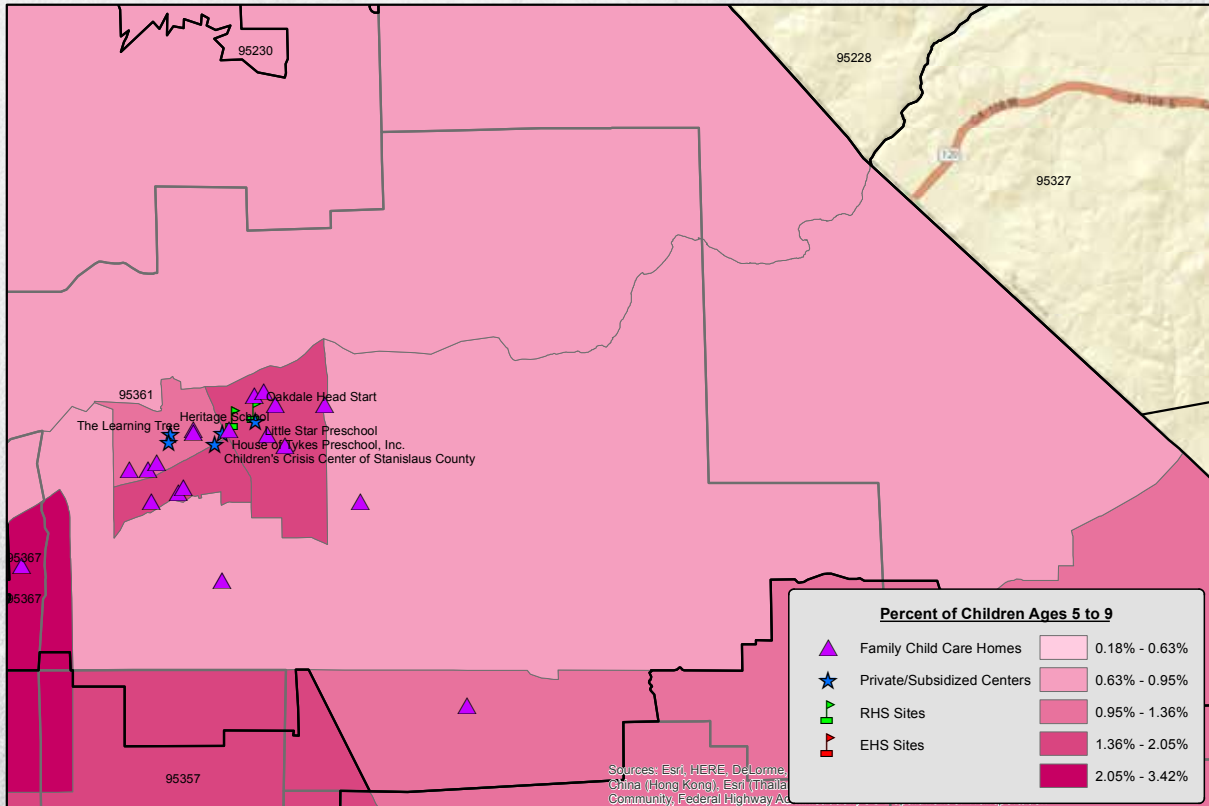 95230
95228
CA-108 W
CA-108 E
120
95327
95361
Oakdale Head Start
Heritage School
The Learning Tree
Little Star Preschool
House of Tykes Preschool, Inc.
Children's Crisis Center of Stanislaus County
95367
95367
95357
Percent of Children Ages 5 to 9
Family Child Care Homes
0.18% - 0.63%
Private/Subsidized Centers
0.63% - 0.95%
RHS Sites
0.95% - 1.36%
EHS Sites
1.36% - 2.05%
2.05% - 3.42%
Sources: Esri, HERE, DeLorme,
China (Hong Kong), Esri
Community, Federal Highway